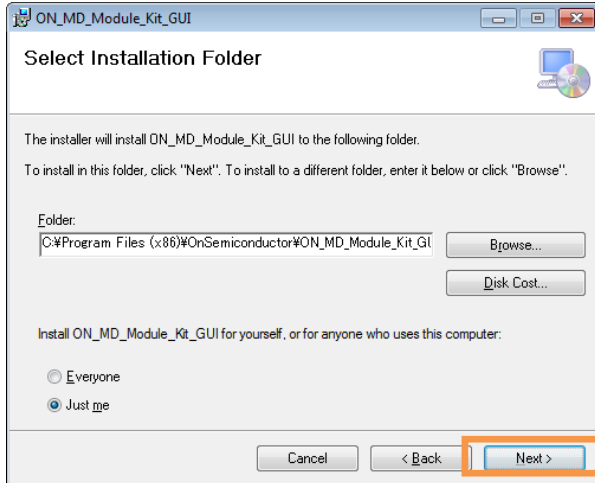 ON_MD_Module_Kit_GUI
Select Installation Folder
The installer will install ON_MD_Module_Kit_GUI to the following folder.
To install in this folder, click "Next". To install to a different folder, enter it below or click "Browse".
Folder:
C:¥Program Files (x86)¥OnSemiconductor¥ON_MD_Module_Kit_GU
Browse...
Disk Cost...
Install ON_MD_Module_Kit_GUI for yourself, or for anyone who uses this computer:
Everyone
Just me
Cancel
< Back
Next >